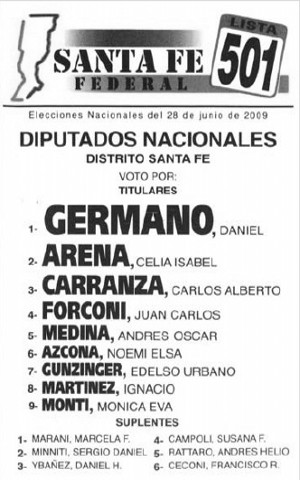 SANTA FE
FEDERAL
LISTA
501
Elecciones Nacionales del 28 de junio de 2009
DIPUTADOS NACIONALES
DISTRITO SANTA FE
VOTO POR:
TITULARES
1- GERMANO, DANIEL
2- ARENA, CELIA ISABEL
3- CARRANZA, CARLOS ALBERTO
4- FORCONI, JUAN CARLOS
5- MEDINA, ANDRES OSCAR
6- AZCONA, NOEMI ELSA
7- GUNZINGER, EDELSO URBANO
8- MARTINEZ, IGNACIO
9- MONTI, MONICA EVA
SUPLENTES
1- MARANI, MARCELA F.
2- MINNITI, SERGIO DANIEL
3- YBAÑEZ, DANIEL H.
4- CAMPOLI, SUSANA F.
5- RATTARO, ANDRES HELIO
6- CECONI, FRANCISCO R.